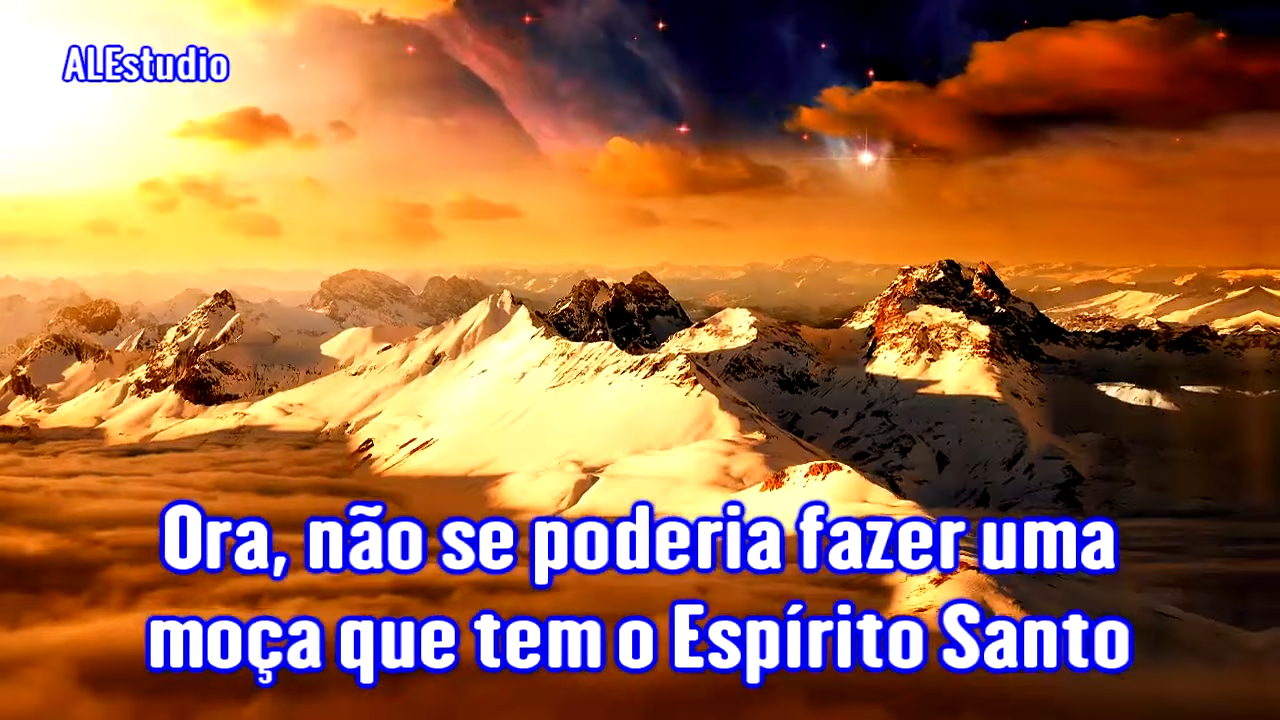 ALEstudio
Ora, não se poderia fazer uma
moça que tem o Espírito Santo